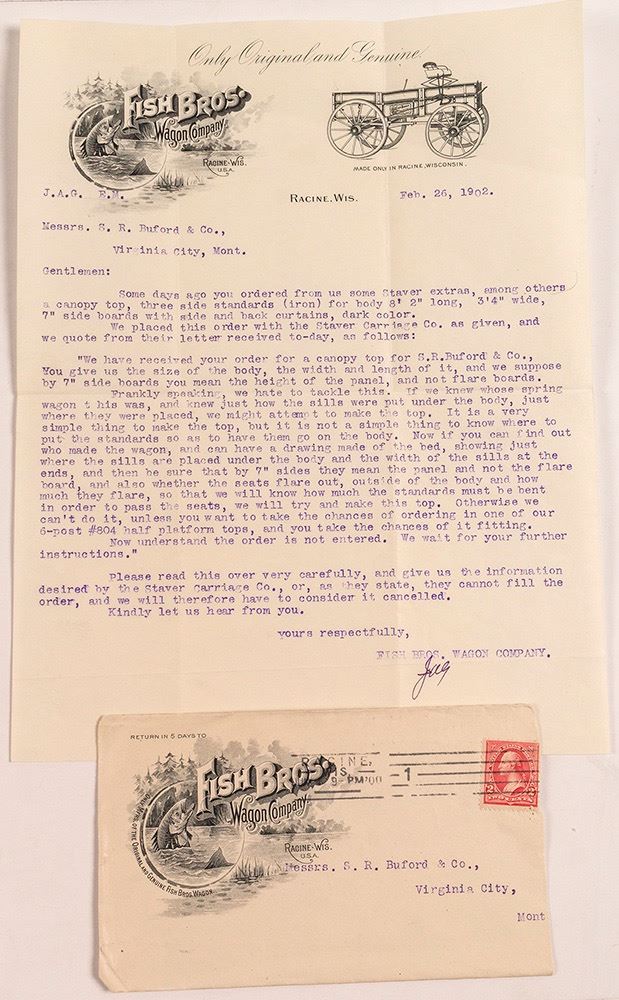 Only Original and Genuine
FISH BROS.
Wagon Company
RACINE-WIS.
U.S.A.
MADE ONLY IN RACINE, WISCONSIN.
J.A.G. E.M.
RACINE, WIS.
Feb. 26, 1902.
Messrs. S. R. Buford & Co.,
Virginia City, Mont.
Gentlemen:
Some days ago you ordered from us some Staver extras, among others
a canopy top, three side standards (iron) for body 8' 2" long, 3'4" wide,
7" side boards with side and back curtains, dark color.
We placed this order with the Staver Carriage Co. as given, and
we quote from their letter received to-day, as follows:
"We have received your order for a canopy top for S.R.Buford & Co.,
You give us the size of the body, the width and length of it, and we suppose
by 7" side boards you mean the height of the panel, and not flare boards.
Frankly speaking, we hate to tackle this. If we knew whose spring
wagon t his was, and knew just how the sills were put under the body, just
where they were placed, we might attempt to make the top. It is a very
simple thing to make the top, but it is not a simple thing to know where to
put the standards so as to have them go on the body. Now if you can find out
who made the wagon, and can have a drawing made of the bed, showing just
where the sills are placed under the body and the width of the sills at the
ends, and then be sure that by 7" sides they mean the panel and not the flare
board, and also whether the seats flare out, outside of the body and how
much they flare, so that we will know how much the standards must be bent
in order to pass the seats, we will try and make this top. Otherwise we
can't do it, unless you want to take the chances of ordering in one of our
6-post #804 half platform tops, and you take the chances of it fitting.
Now understand the order is not entered. We wait for your further
instructions."
Please read this over very carefully, and give us the information
desired by the Staver Carriage Co., or, as they state, they cannot fill the
order, and we will therefore have to consider it cancelled.
Kindly let us hear from you.
yours respectfully,
FISH BROS. WAGON COMPANY.
Jag
RETURN IN 5 DAYS TO
FISH BROS.
Wagon Company
RACINE-WIS.
U.S.A.
ONLY MFRS. OF THE ORIGINAL AND GENUINE FISH BROS. WAGON.
RACINE,
WIS.
9-PM
1
2 2
Messrs. S. R. Buford & Co.,
Virginia City,
Mont